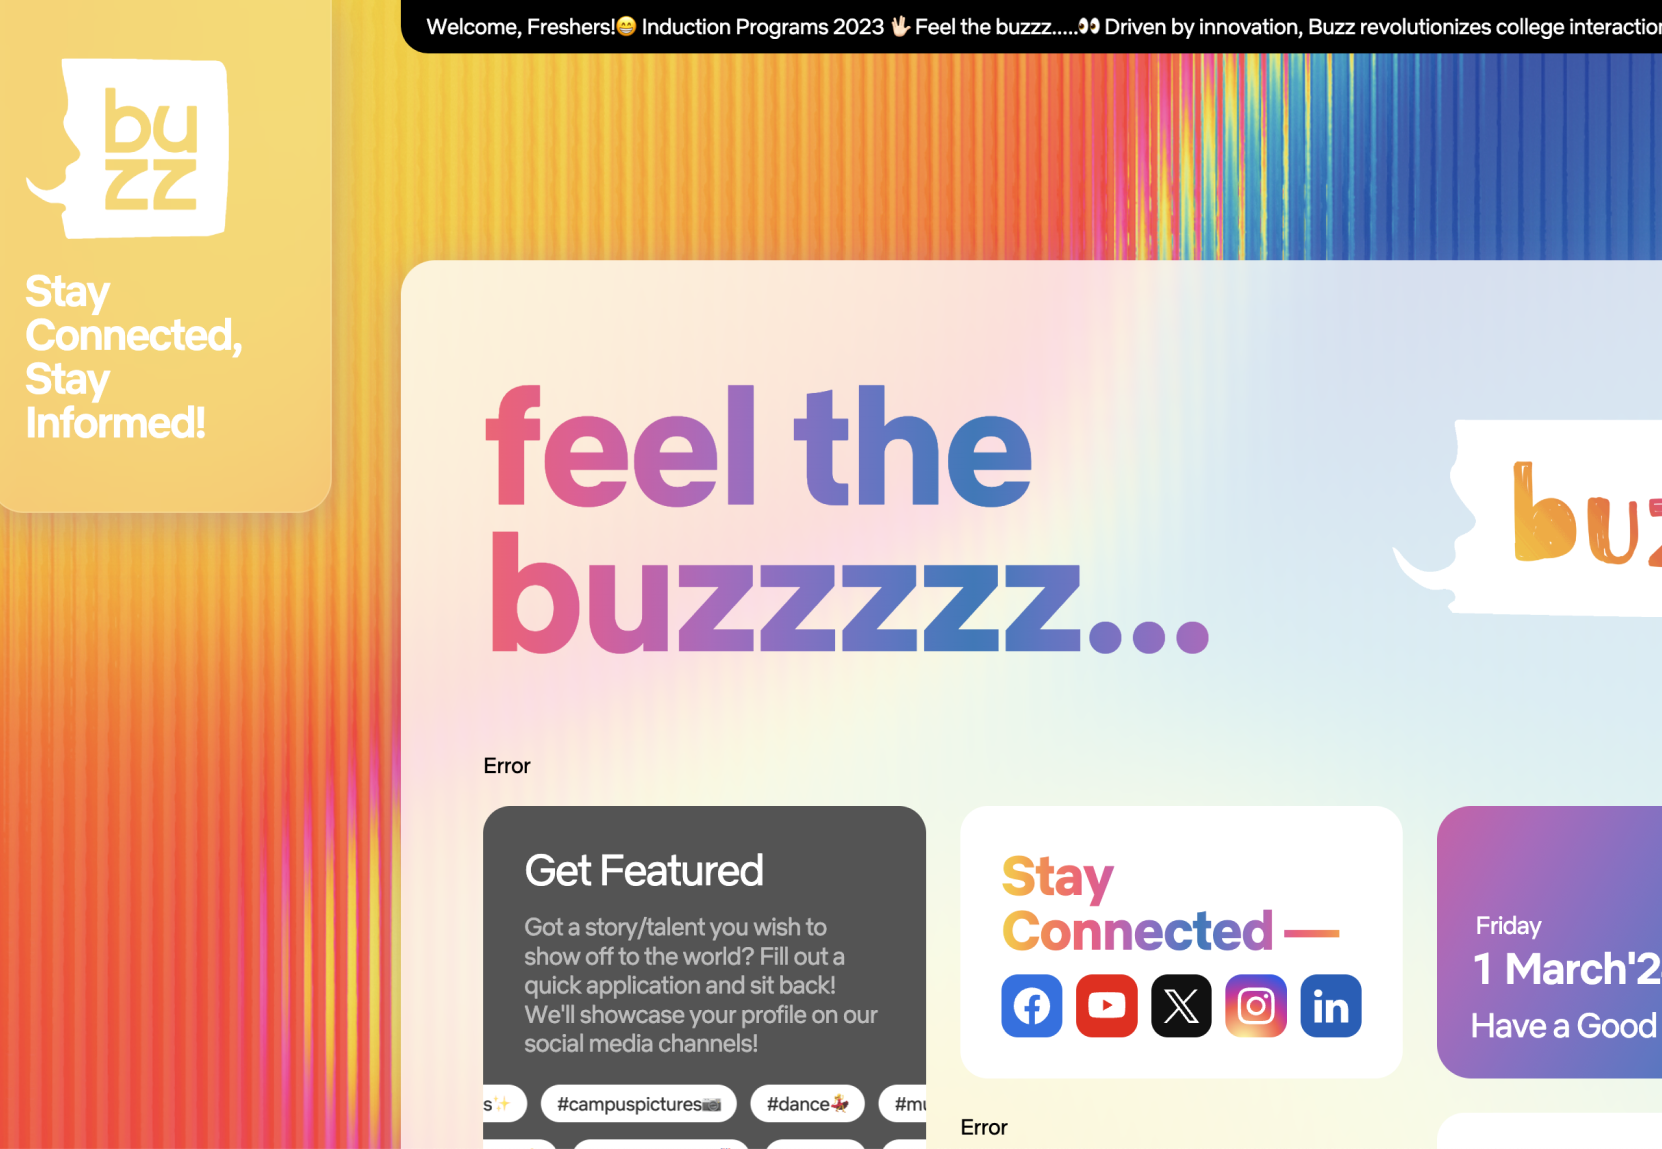 Welcome, Freshers!😁 Induction Programs 2023 🖖🏻 Feel the buzzz.....👀 Driven by innovation, Buzz revolutionizes college
bu
zz
Stay
Connected,
Stay
Informed!
feel the
buzzzzz...
bu
Error
Get Featured
Got a story/talent you wish to
show off to the world? Fill out a
quick application and sit back!
We'll showcase your profile on our
social media channels!
#campuspictures📷 #dance💃
Stay
Connected —
in
Error
Friday
1 March'2
Have a Good